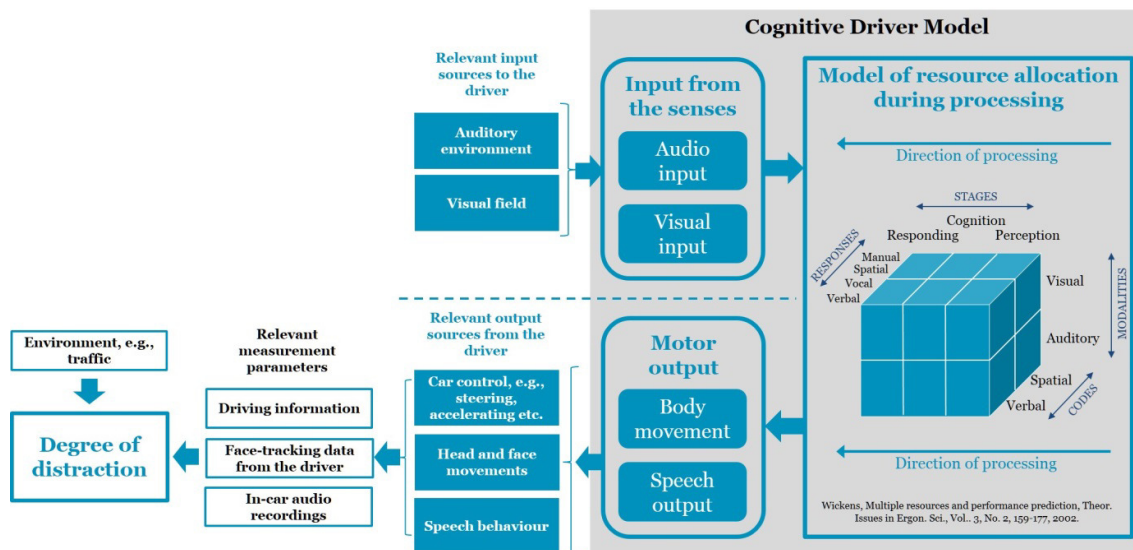 Cognitive Driver Model
Relevant input
sources to the
driver
Auditory
environment
Visual field
Input from
the senses
Audio
input
Visual
input
Model of resource allocation
during processing
Direction of processing
STAGES
Cognition
Responding
Perception
RESPONSES
Manual
Spatial
Vocal
Verbal
Visual
MODALITIES
Auditory
Spatial
Verbal
CODES
Direction of processing
Wickens, Multiple resources and performance prediction, Theor.
Issues in Ergon. Sci., Vol.. 3, No. 2, 159-177, 2002.
Motor
output
Body
movement
Speech
output
Relevant output
sources from the
driver
Car control, e.g.,
steering,
accelerating etc.
Head and face
movements
Speech behaviour
Relevant
measurement
parameters
Driving information
Face-tracking data
from the driver
In-car audio
recordings
Environment, e.g.,
traffic
Degree of
distraction